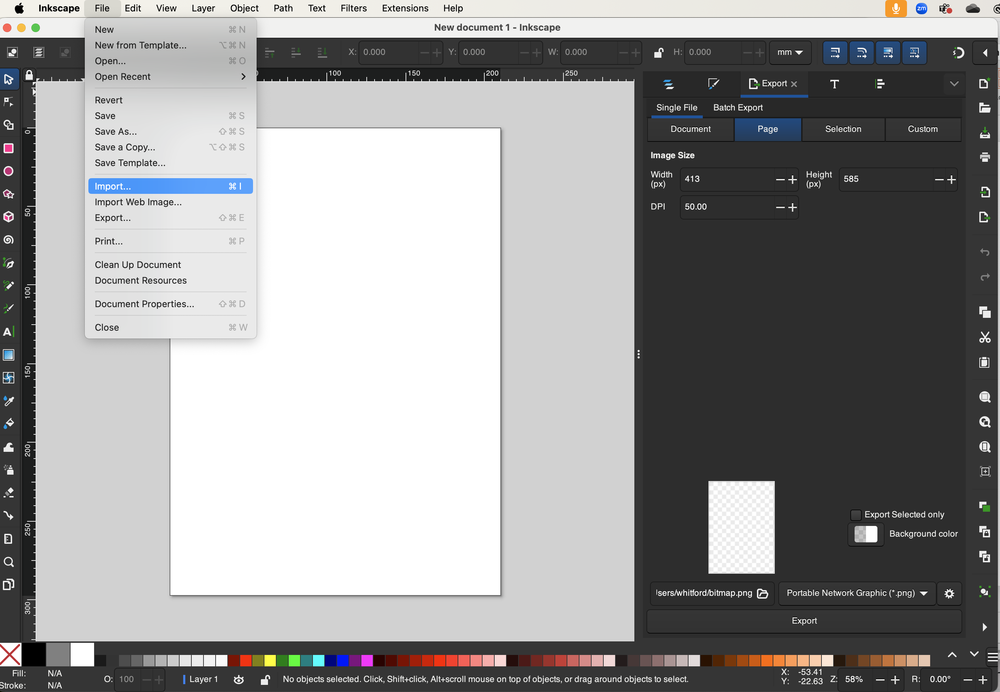 Inkscape File Edit View Layer Object Path Text Filters Extensions Help
zm
New document 1 - Inkscape
New ⌘ N
New from Template... ⌥⌘ N
Open... ⌘ O
Open Recent >
Revert
Save ⌘ S
Save As... ⇧⌘ S
Save a Copy... ⌥⇧⌘ S
Save Template...
Import... ⌘ I
Import Web Image...
Export... ⇧⌘ E
Print... ⌘ P
Clean Up Document
Document Resources
Document Properties... ⇧⌘ D
Close ⌘ W
X: 0.000 Y: 0.000 W: 0.000 H: 0.000 mm
100 150 200 250
0
50
100
150
200
250
300
Export
Single File Batch Export
Document Page Selection Custom
Image Size
Width (px) 413 Height (px) 585
DPI 50.00
Export Selected only
Background color
sers/whitford/bitmap.png Portable Network Graphic (*.png)
Export
Fill: N/A
Stroke: N/A
O: 100
Layer 1
No objects selected. Click, Shift+click, Alt+scroll mouse on top of objects, or drag around objects to select.
X: -53.41
Y: -22.63
Z: 58%
R: 0.00°